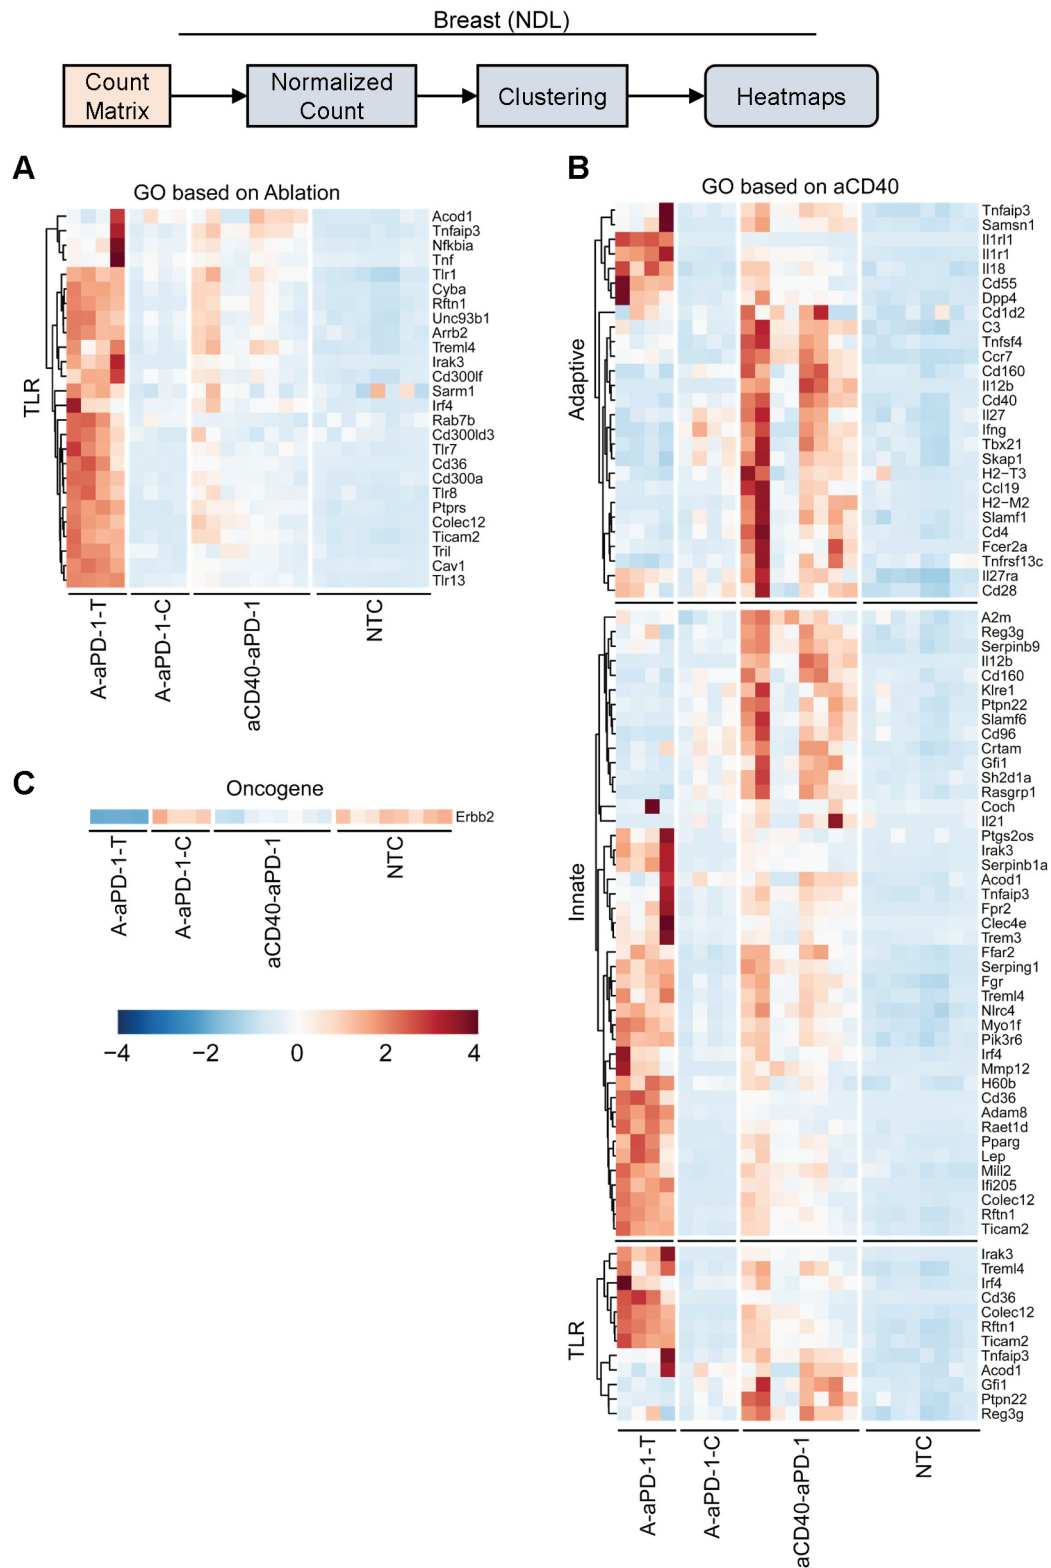 Breast (NDL)
Count
Matrix
Normalized
Count
Clustering
Heatmaps
A
GO based on Ablation
TLR
Acod1
Tnfaip3
Nfkbia
Tnf
Tlr1
Cyba
Rftn1
Unc93b1
Arrb2
Treml4
Irak3
Cd300lf
Sarm1
Irf4
Rab7b
Cd300ld3
Tlr7
Cd36
Cd300a
Tlr8
Ptprs
Colec12
Ticam2
Tril
Cav1
Tlr13
A-aPD-1-T
A-aPD-1-C
aCD40-aPD-1
NTC
B
GO based on aCD40
Adaptive
Tnfaip3
Samsn1
Il1rl1
Il1r1
Il18
Cd55
Dpp4
Cd1d2
C3
Tnfsf4
Ccr7
Cd160
Il12b
Cd40
Il27
Ifng
Tbx21
Skap1
H2−T3
Ccl19
H2−M2
Slamf1
Cd4
Fcer2a
Tnfrsf13c
Il27ra
Cd28
Innate
A2m
Reg3g
Serpinb9
Il12b
Cd160
Klre1
Ptpn22
Slamf6
Cd96
Crtam
Gfi1
Sh2d1a
Rasgrp1
Coch
Il21
Ptgs2os
Irak3
Serpinb1a
Acod1
Tnfaip3
Fpr2
Clec4e
Trem3
Ffar2
Serping1
Fgr
Treml4
Nlrc4
Myo1f
Pik3r6
Irf4
Mmp12
H60b
Cd36
Adam8
Raet1d
Pparg
Lep
Mill2
Ifi205
Colec12
Rftn1
Ticam2
TLR
Irak3
Treml4
Irf4
Cd36
Colec12
Rftn1
Ticam2
Tnfaip3
Acod1
Gfi1
Ptpn22
Reg3g
A-aPD-1-T
A-aPD-1-C
aCD40-aPD-1
NTC
C
Oncogene
Erbb2
A-aPD-1-T
A-aPD-1-C
aCD40-aPD-1
NTC
−4 −2 0 2 4